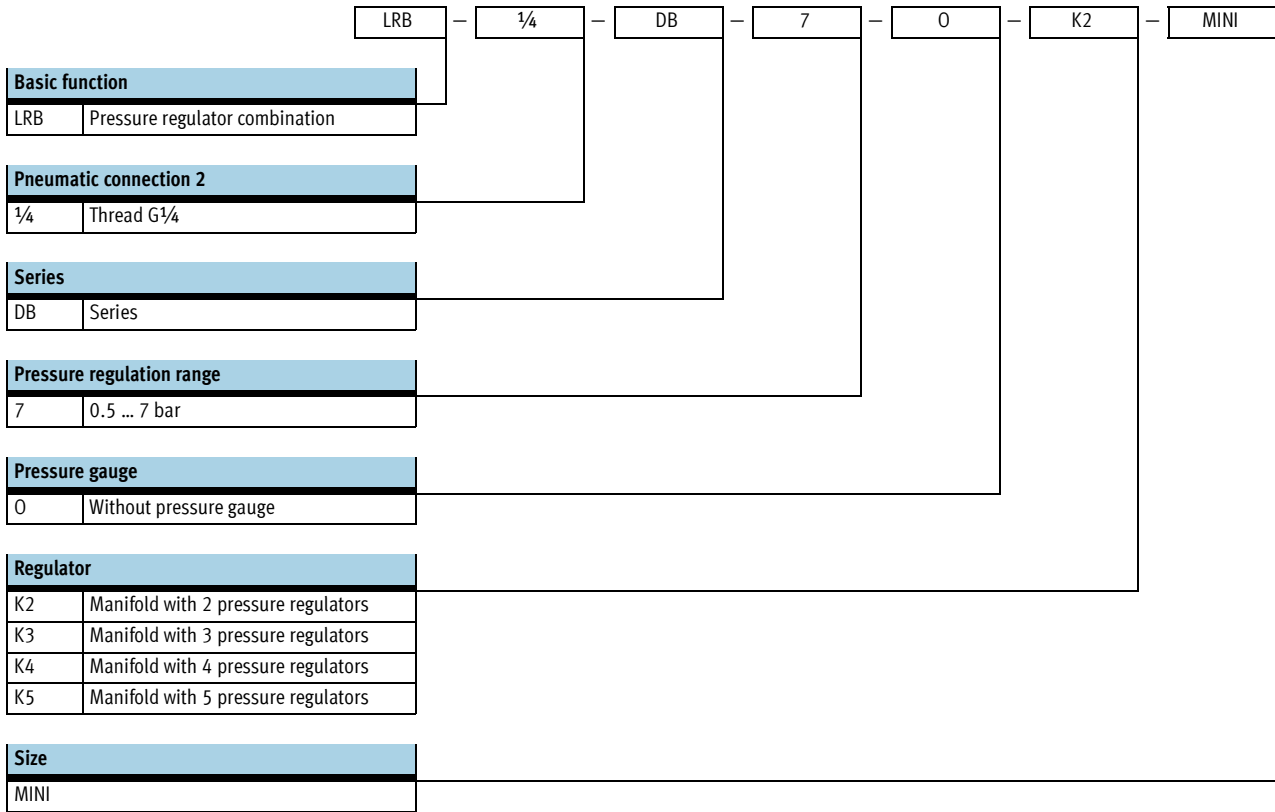 LRB – ¼ – DB – 7 – O – K2 – MINI
Basic function
LRB Pressure regulator combination
Pneumatic connection 2
¼ Thread G¼
Series
DB Series
Pressure regulation range
7 0.5 ... 7 bar
Pressure gauge
O Without pressure gauge
Regulator
K2 Manifold with 2 pressure regulators
K3 Manifold with 3 pressure regulators
K4 Manifold with 4 pressure regulators
K5 Manifold with 5 pressure regulators
Size
MINI